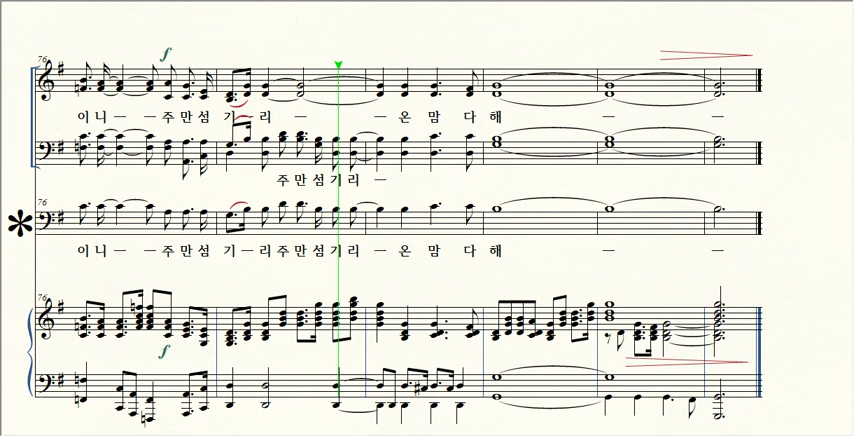 76
f
이 니 — — 주 만 섬 기 — 리 — — 온 맘 다 해 — —
주 만 섬 기 리 —
76
이 니 — — 주 만 섬 기 — 리 주 만 섬 기 리 — 온 맘 다 해 — —
76
f